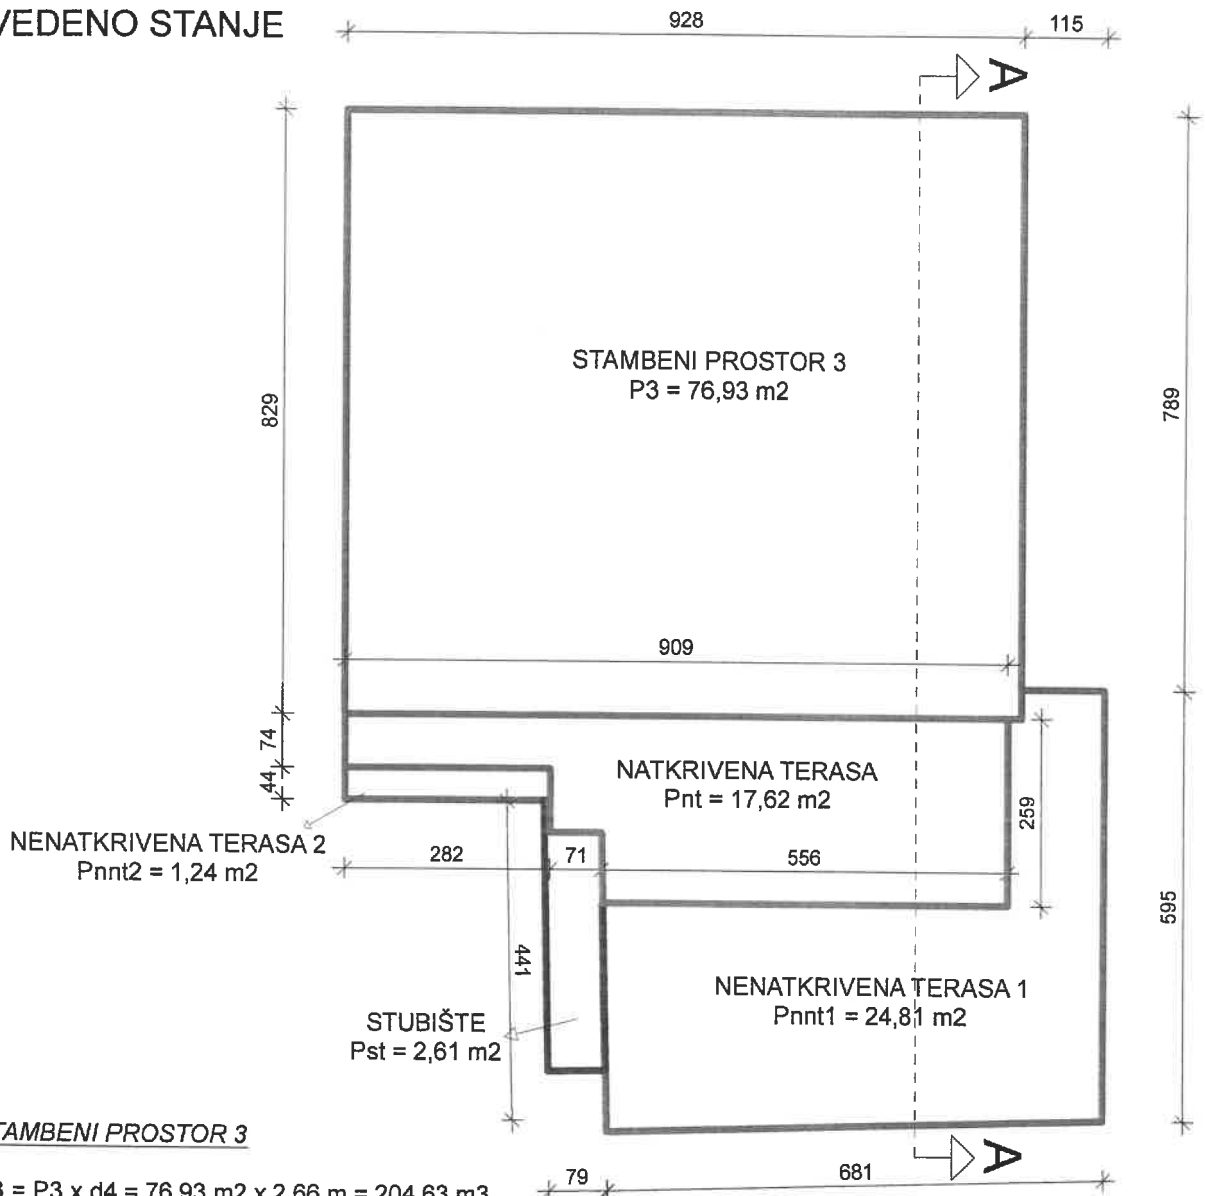 VEDENO STANJE
928
115
A
829
789
STAMBENI PROSTOR 3
P3 = 76,93 m2
909
74
44
NATKRIVENA TERASA
Pnt = 17,62 m2
259
NENATKRIVENA TERASA 2
Pnnt2 = 1,24 m2
282
71
556
595
441
NENATKRIVENA TERASA 1
Pnnt1 = 24,81 m2
STUBIŠTE
Pst = 2,61 m2
TAMBENI PROSTOR 3
A
79
681
3 = P3 x d4 = 76,93 m2 x 2,66 m = 204,63 m3